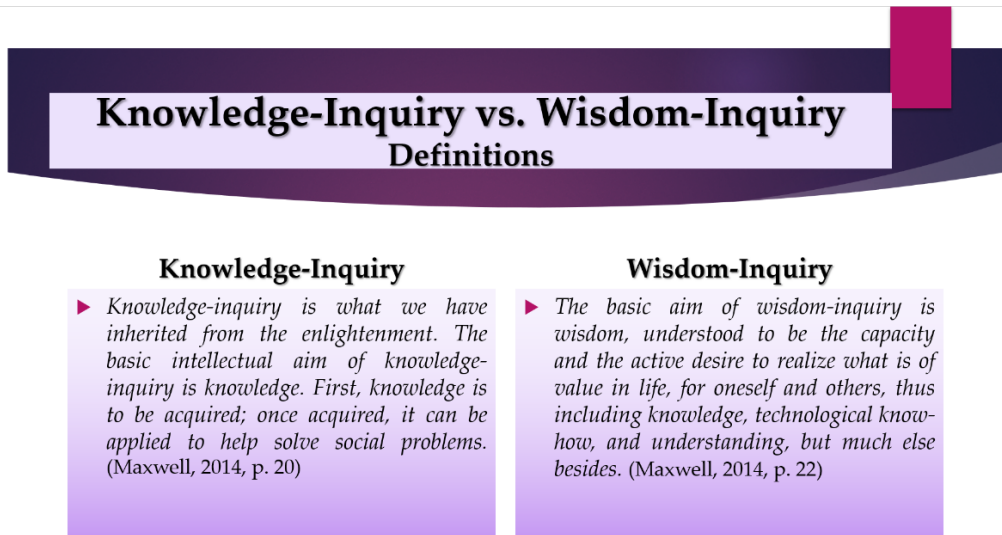 Knowledge-Inquiry vs. Wisdom-Inquiry
Definitions
Knowledge-Inquiry
Knowledge-inquiry is what we have
inherited from the enlightenment. The
basic intellectual aim of knowledge-
inquiry is knowledge. First, knowledge is
to be acquired; once acquired, it can be
applied to help solve social problems.
(Maxwell, 2014, p. 20)
Wisdom-Inquiry
The basic aim of wisdom-inquiry is
wisdom, understood to be the capacity
and the active desire to realize what is of
value in life, for oneself and others, thus
including knowledge, technological know-
how, and understanding, but much else
besides. (Maxwell, 2014, p. 22)